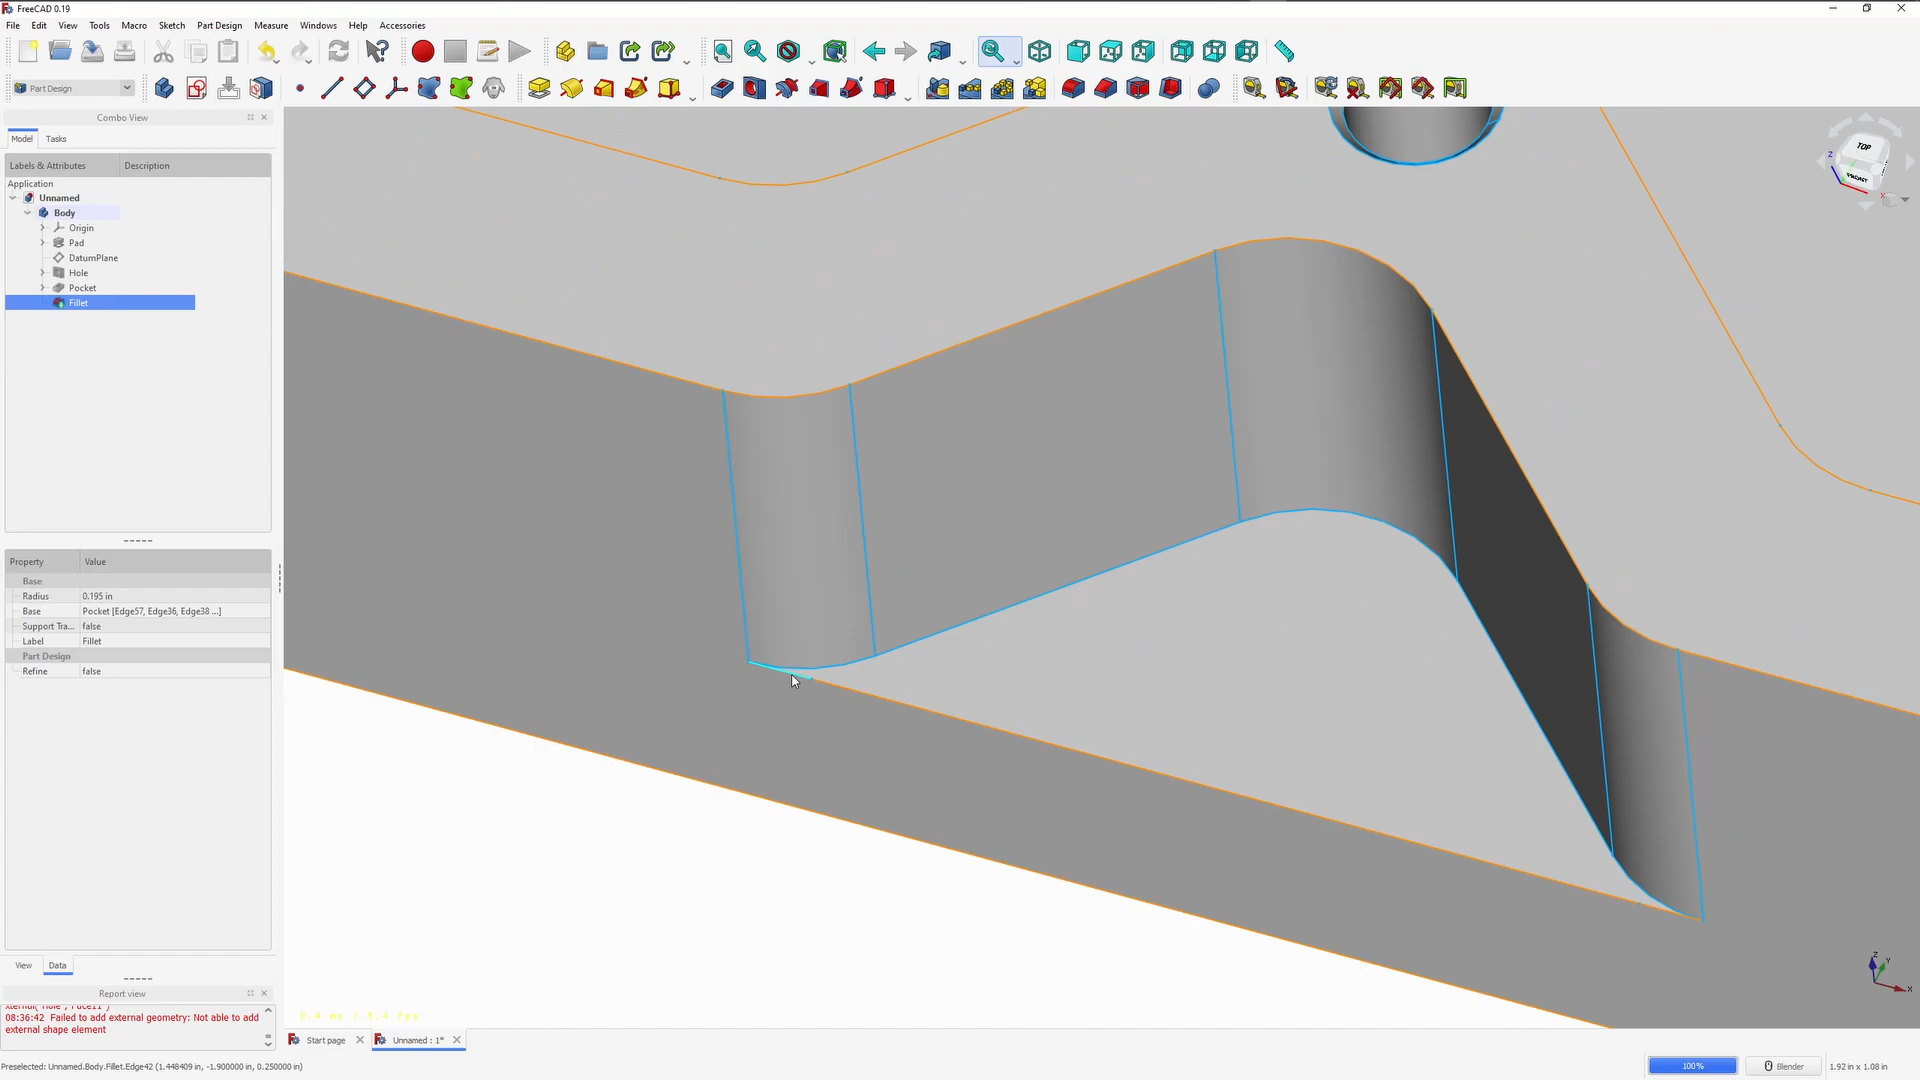 FreeCAD 0.19
File Edit View Tools Macro Sketch Part Design Measure Windows Help Accessories
Part Design
Combo View
Model Tasks
Labels & Attributes Description
Application
Unnamed
Body
Origin
Pad
DatumPlane
Hole
Pocket
Fillet
Property Value
Base
Radius 0.195 in
Base Pocket [Edge57, Edge36, Edge38 ...]
Support Tra... false
Label Fillet
Part Design
Refine false
View Data
Report view
08:36:42 Failed to add external geometry: Not able to add
external shape element
TOP
FRONT
Z
X
Z
Y
X
Start page
Unnamed : 1*
Preselected: Unnamed.Body.Fillet.Edge42 (1.448409 in, -1.900000 in, 0.250000 in)
100%
Blender
1.92 in x 1.08 in